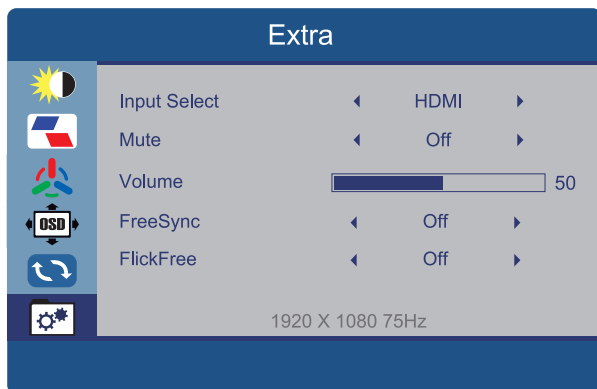 Extra
Input Select HDMI
Mute Off
Volume 50
OSD
FreeSync Off
FlickFree Off
1920 X 1080 75Hz